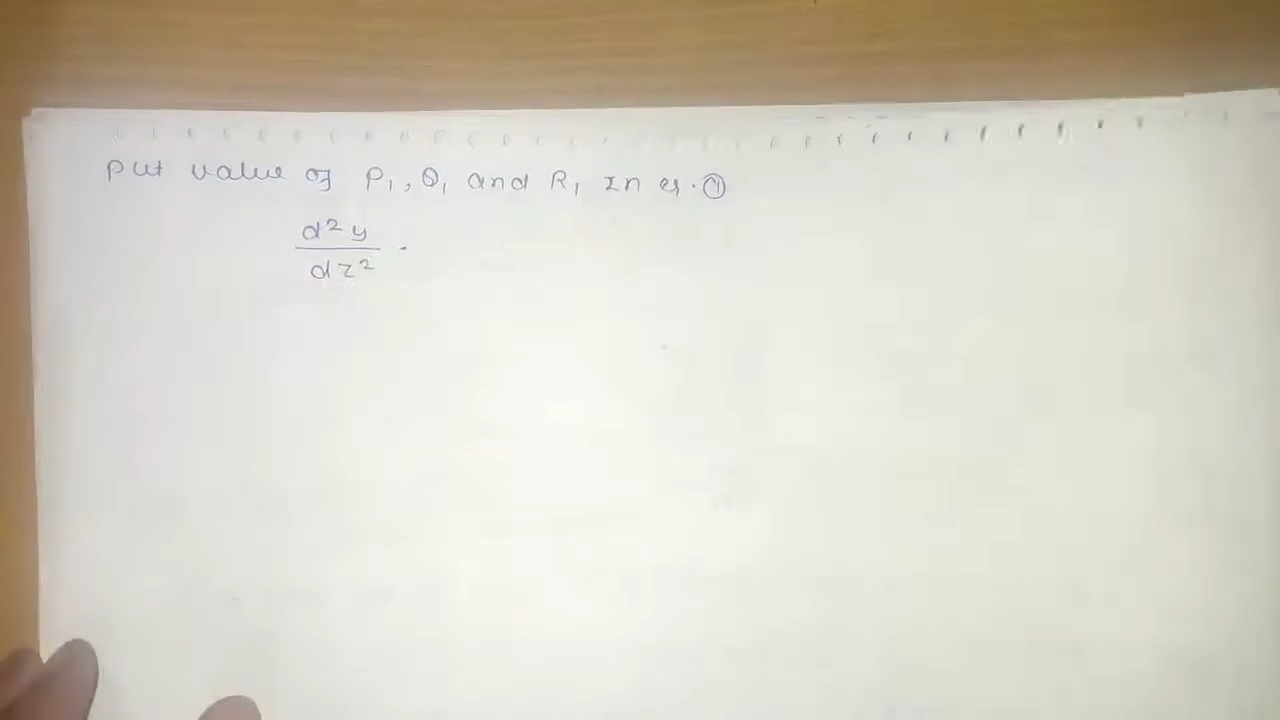 Put value of P₁, Q₁ and R₁ in eq. ①
d²y
dz²